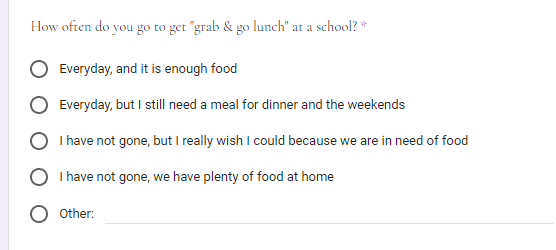 How often do you go to get "grab & go lunch" at a school? *
Everyday, and it is enough food
Everyday, but I still need a meal for dinner and the weekends
I have not gone, but I really wish I could because we are in need of food
I have not gone, we have plenty of food at home
Other: